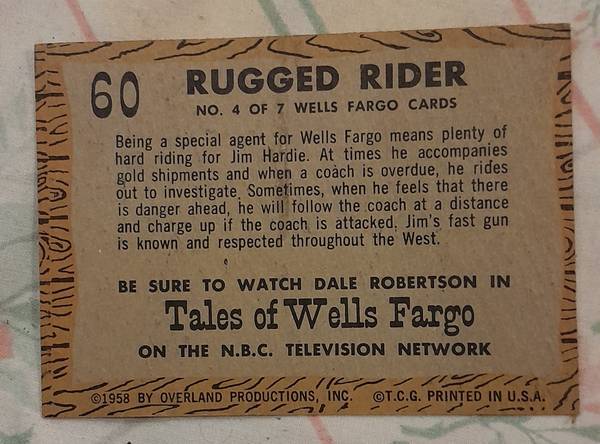 60
RUGGED RIDER
NO. 4 OF 7 WELLS FARGO CARDS
Being a special agent for Wells Fargo means plenty of
hard riding for Jim Hardie. At times he accompanies
gold shipments and when a coach is overdue, he rides
out to investigate. Sometimes, when he feels that there
is danger ahead, he will follow the coach at a distance
and charge up if the coach is attacked. Jim's fast gun
is known and respected throughout the West.
BE SURE TO WATCH DALE ROBERTSON IN
Tales of Wells Fargo
ON THE N.B.C. TELEVISION NETWORK
©1958 BY OVERLAND PRODUCTIONS, INC. ©T.C.G. PRINTED IN U.S.A.